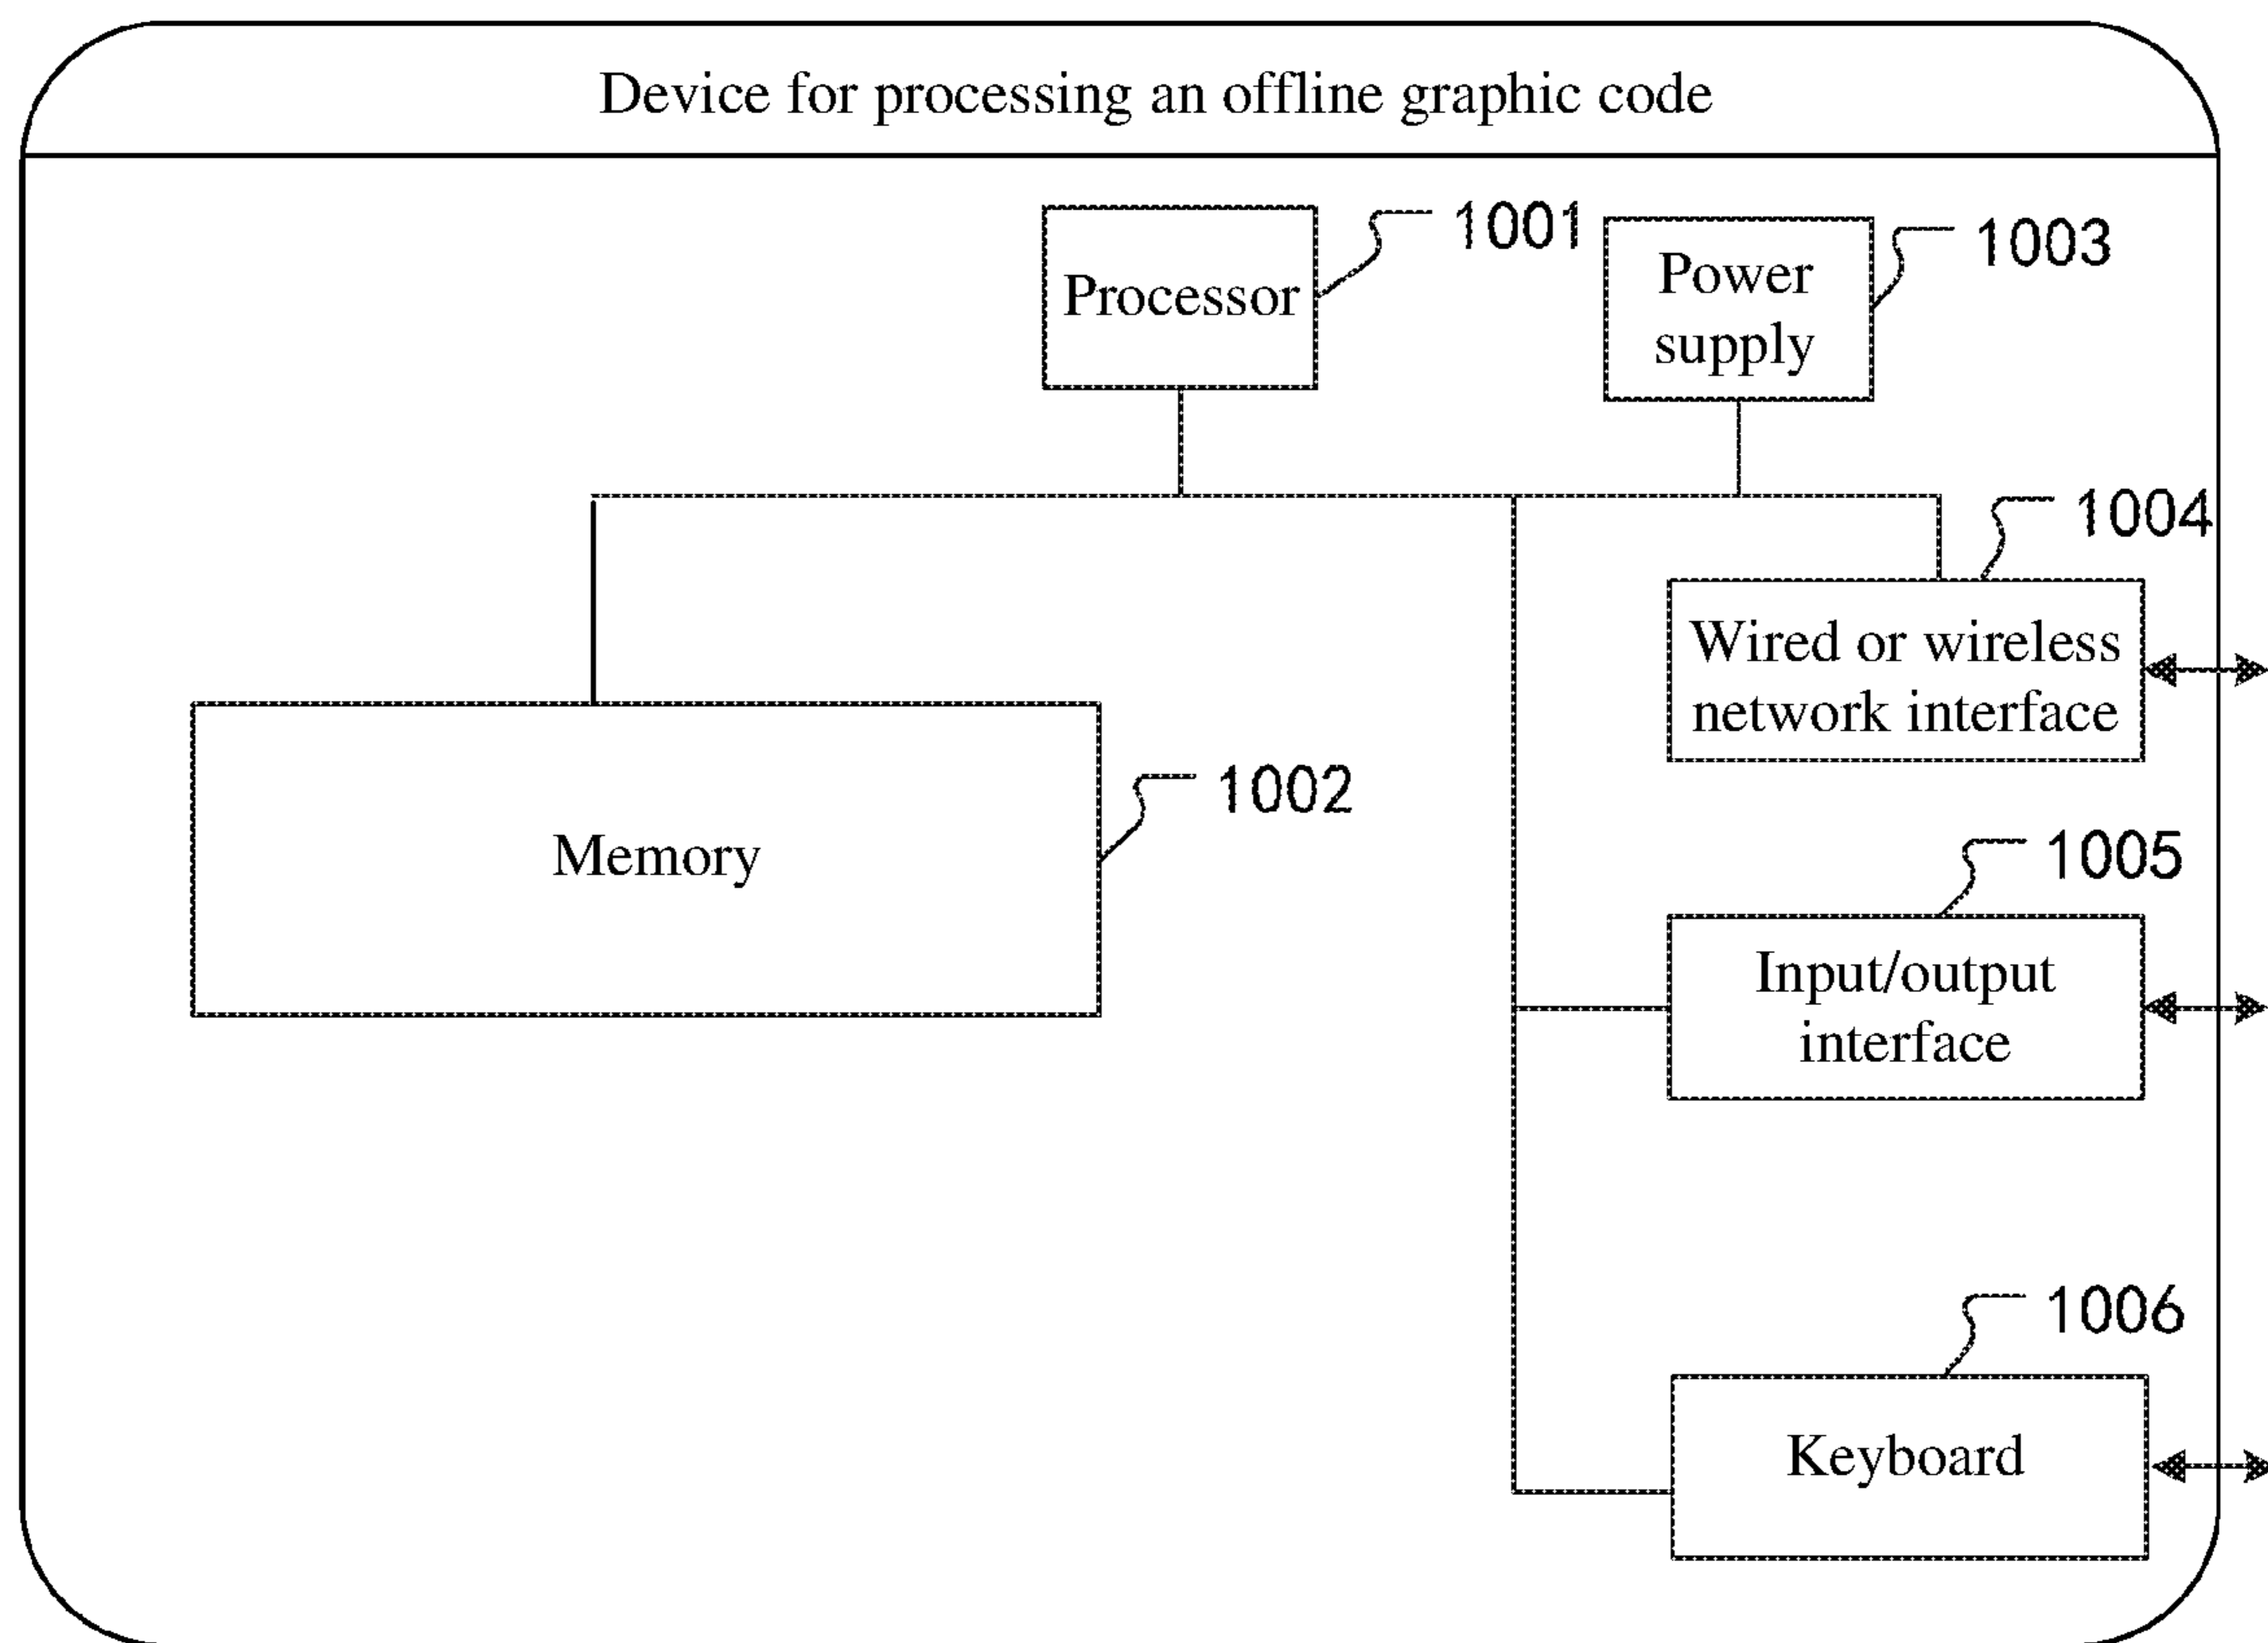 Device for processing an offline graphic code
1001
Processor
1003
Power
supply
1004
Wired or wireless
network interface
1002
Memory
1005
Input/output
interface
1006
Keyboard